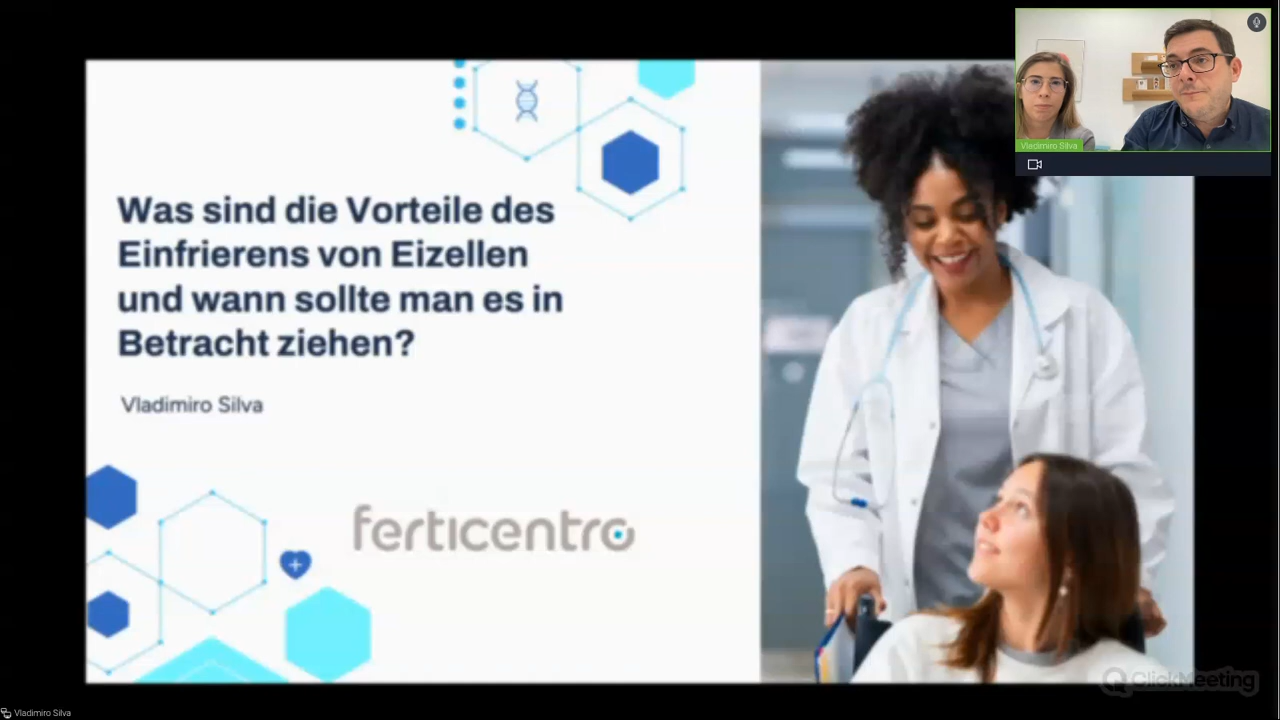 Vladimiro Silva
Was sind die Vorteile des
Einfrierens von Eizellen
und wann sollte man es in
Betracht ziehen?
Vladimiro Silva
ferticentro
ClickMeeting
Vladimiro Silva